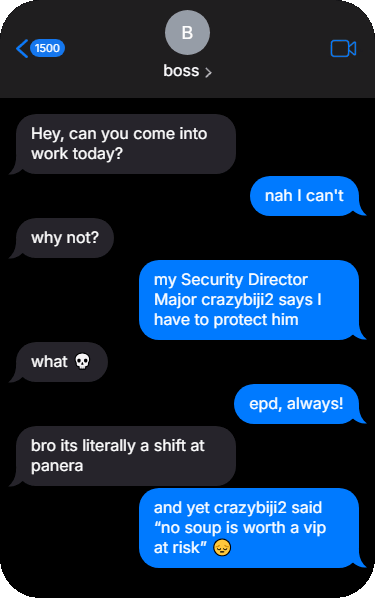 1500
B
boss
Hey, can you come into
work today?
nah I can't
why not?
my Security Director
Major crazybiji2 says I
have to protect him
what 💀
epd, always!
bro its literally a shift at
panera
and yet crazybiji2 said
“no soup is worth a vip
at risk” 😔